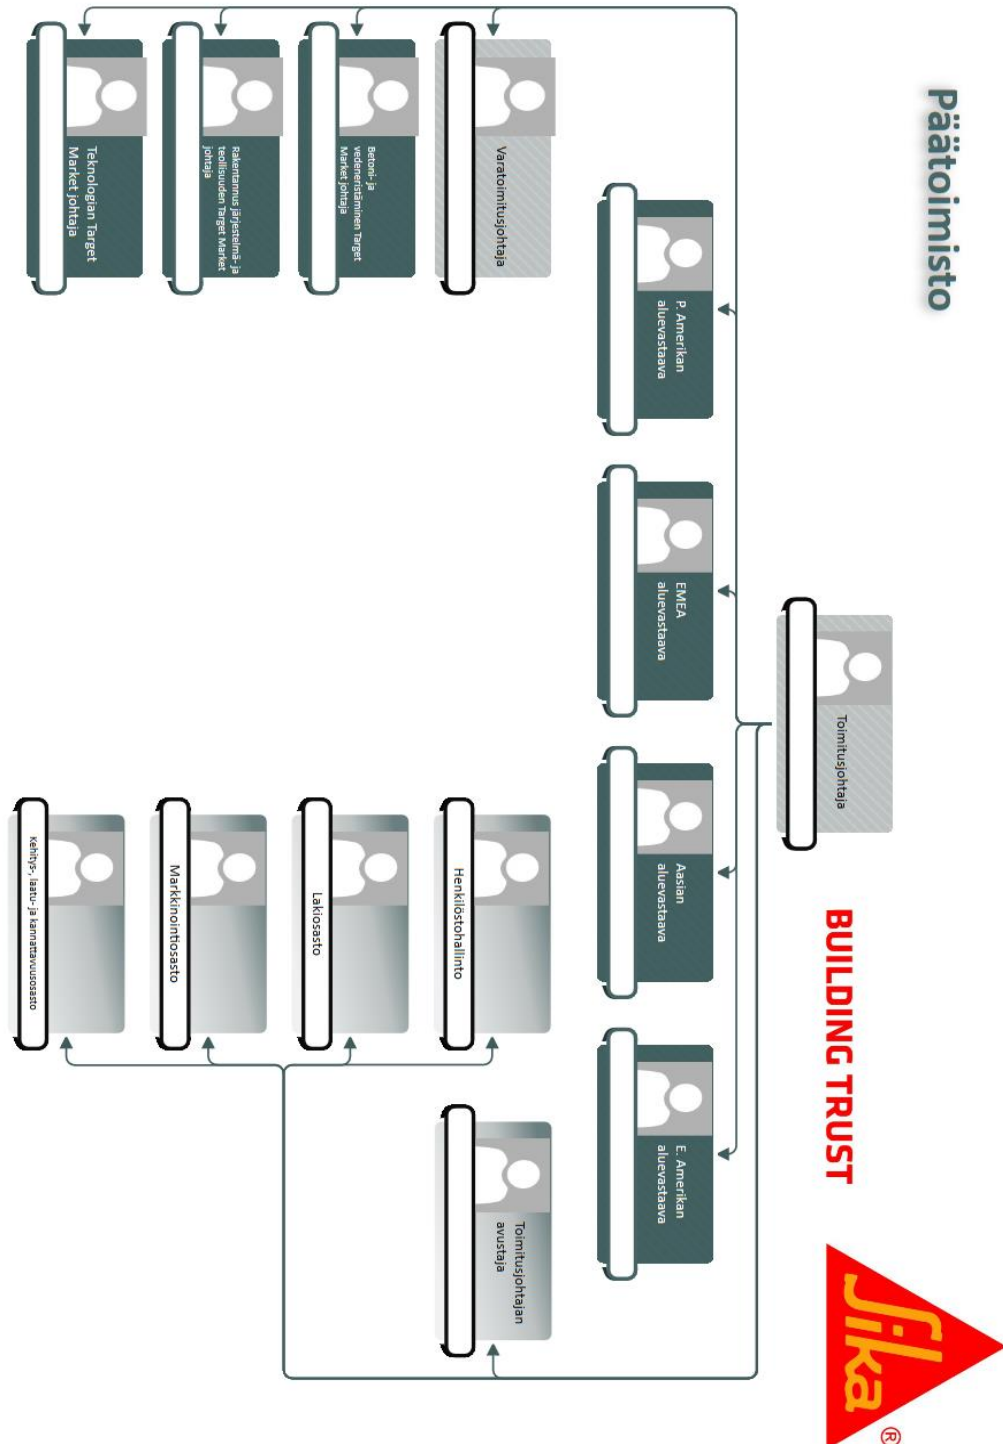 Päätoimisto
BUILDING TRUST
Sika®
Toimitusjohtaja
P. Amerikan
aluevastaava
EMEA
aluevastaava
Aasian
aluevastaava
E. Amerikan
aluevastaava
Varatoimitusjohtaja
Betoni- ja
vedeneristäminen Target
Market johtaja
Rakentannus järjestelmä- ja
teollisuuden Target Market
johtaja
Teknologian Target
Market johtaja
Toimitusjohtajan
avustaja
Henkilöstohallinto
Lakiosasto
Markkinointiosasto
Kehitys-, laatu- ja kannattavuusosasto